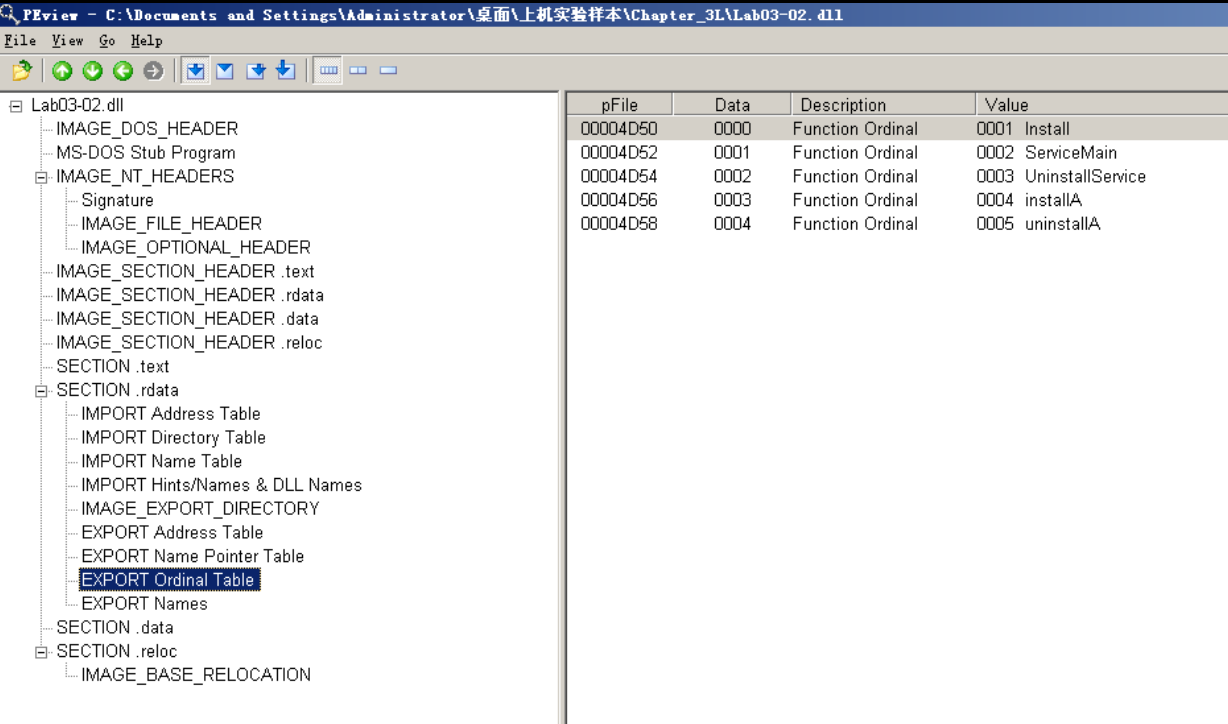 PEview - C:\Documents and Settings\Administrator\桌面\上机实验样本\Chapter_3L\Lab03-02.dll
File View Go Help
Lab03-02.dll
IMAGE_DOS_HEADER
MS-DOS Stub Program
IMAGE_NT_HEADERS
Signature
IMAGE_FILE_HEADER
IMAGE_OPTIONAL_HEADER
IMAGE_SECTION_HEADER .text
IMAGE_SECTION_HEADER .rdata
IMAGE_SECTION_HEADER .data
IMAGE_SECTION_HEADER .reloc
SECTION .text
SECTION .rdata
IMPORT Address Table
IMPORT Directory Table
IMPORT Name Table
IMPORT Hints/Names & DLL Names
IMAGE_EXPORT_DIRECTORY
EXPORT Address Table
EXPORT Name Pointer Table
EXPORT Ordinal Table
EXPORT Names
SECTION .data
SECTION .reloc
IMAGE_BASE_RELOCATION
pFile Data Description Value
00004D50 0000 Function Ordinal 0001 Install
00004D52 0001 Function Ordinal 0002 ServiceMain
00004D54 0002 Function Ordinal 0003 UninstallService
00004D56 0003 Function Ordinal 0004 installA
00004D58 0004 Function Ordinal 0005 uninstallA